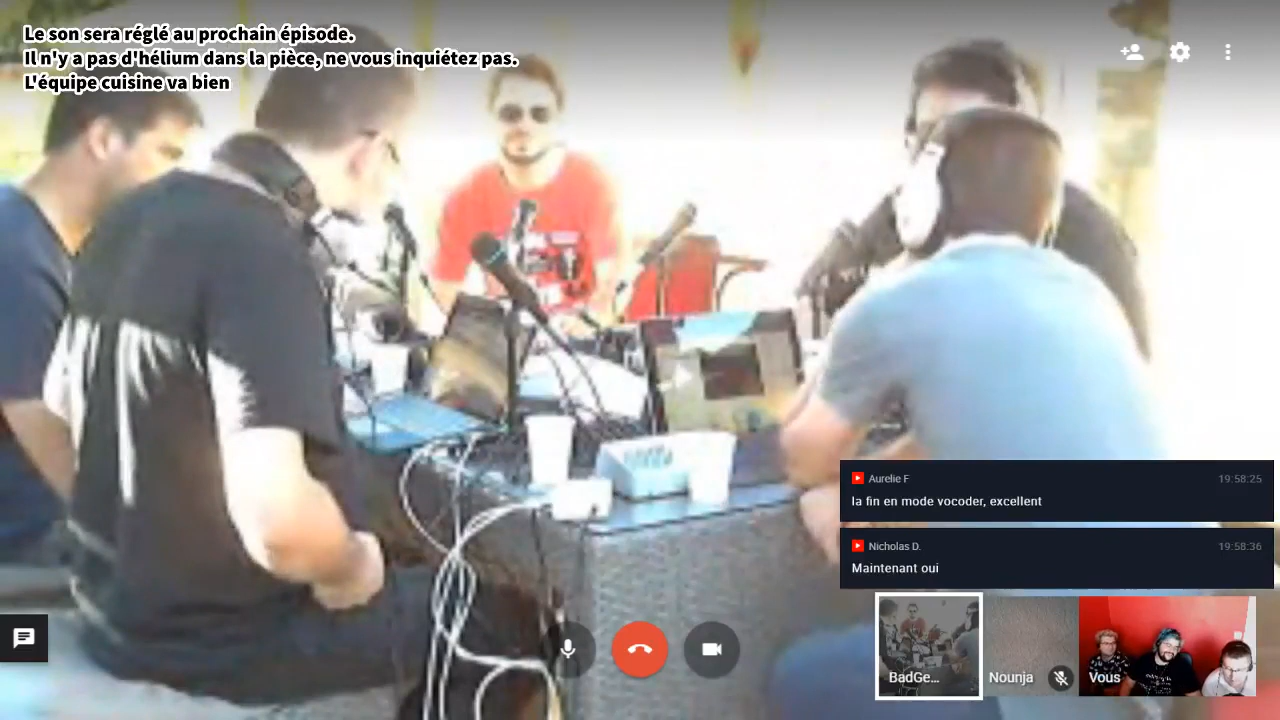 Le son sera réglé au prochain épisode.
Il n'y a pas d'hélium dans la pièce, ne vous inquiétez pas.
L'équipe cuisine va bien
Aurelie F 19:58:25
la fin en mode vocoder, excellent
Nicholas D. 19:58:36
Maintenant oui
BadGe...
Nounja
Vous